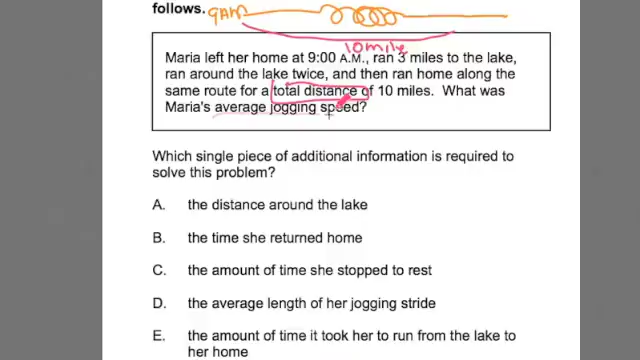 follows.
9AM
10mile
Maria left her home at 9:00 A.M., ran 3 miles to the lake,
ran around the lake twice, and then ran home along the
same route for a total distance of 10 miles. What was
Maria's average jogging speed?
Which single piece of additional information is required to
solve this problem?
A. the distance around the lake
B. the time she returned home
C. the amount of time she stopped to rest
D. the average length of her jogging stride
E. the amount of time it took her to run from the lake to
her home